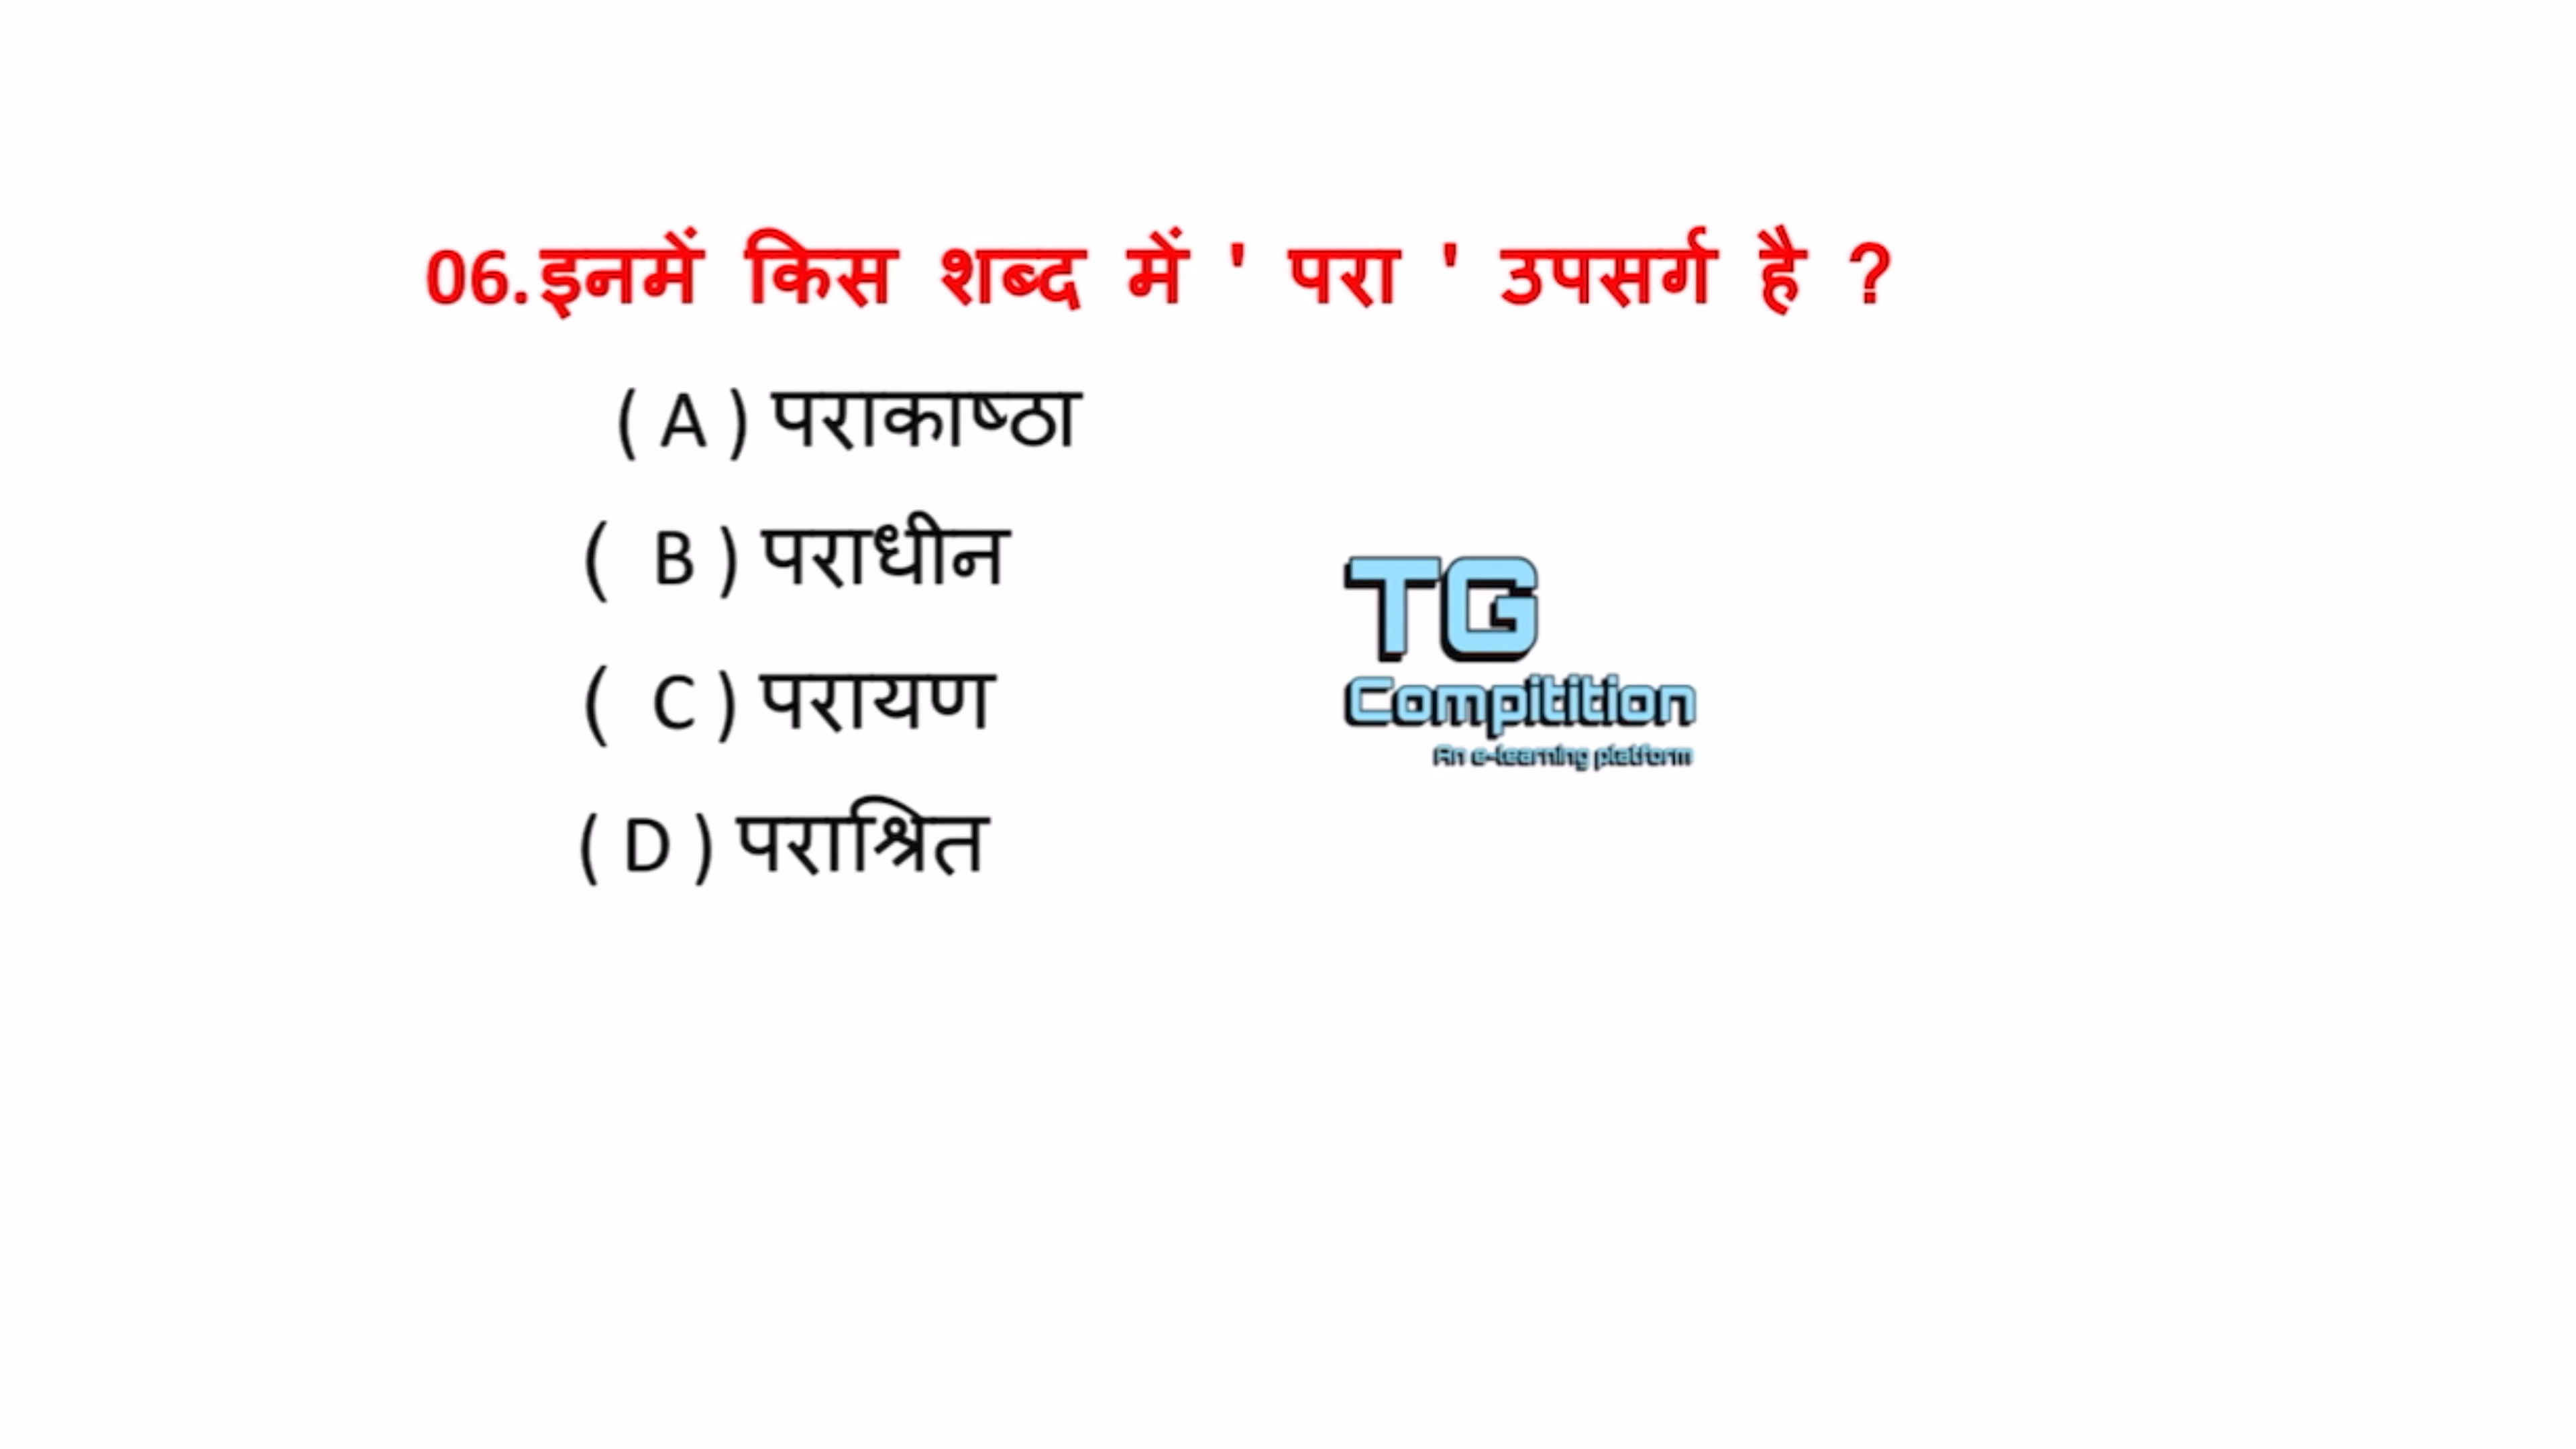 06.इनमें किस शब्द में ' परा ' उपसर्ग है ?
( A ) पराकाष्ठा
( B ) पराधीन
( C ) परायण
( D ) पराश्रित
TG
Compitition
An e-learning platform